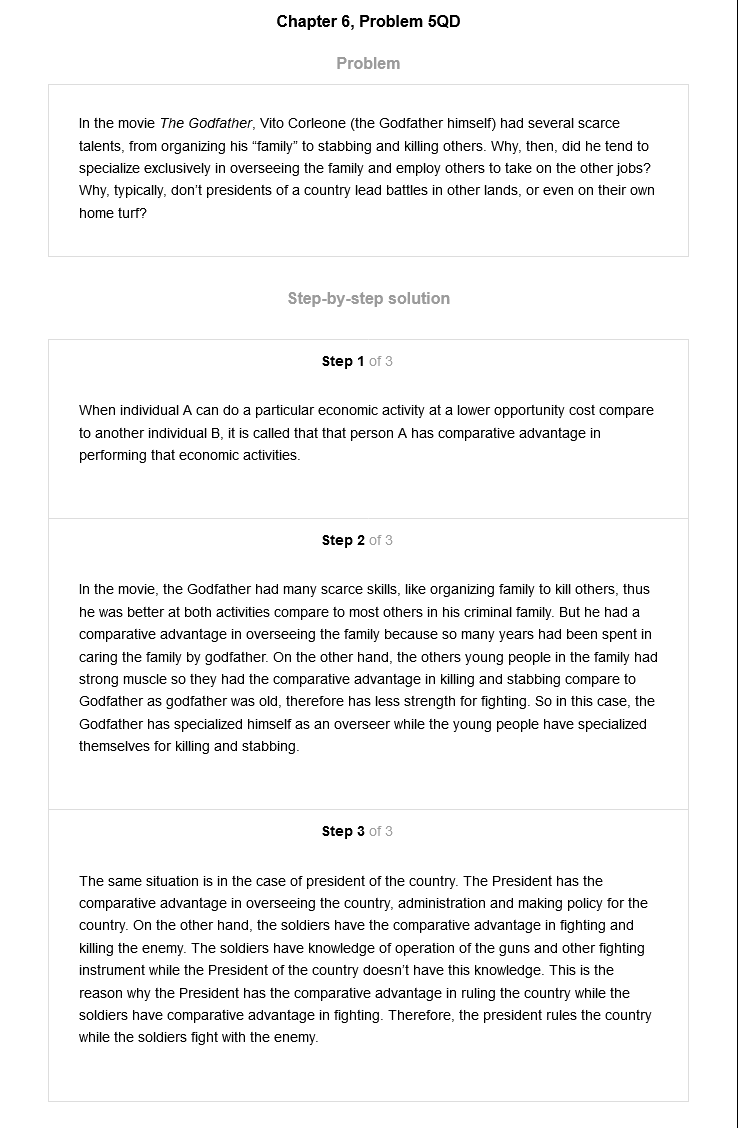 Chapter 6, Problem 5QD
Problem
In the movie The Godfather, Vito Corleone (the Godfather himself) had several scarce
talents, from organizing his “family” to stabbing and killing others. Why, then, did he tend to
specialize exclusively in overseeing the family and employ others to take on the other jobs?
Why, typically, don’t presidents of a country lead battles in other lands, or even on their own
home turf?
Step-by-step solution
Step 1 of 3
When individual A can do a particular economic activity at a lower opportunity cost compare
to another individual B, it is called that that person A has comparative advantage in
performing that economic activities.
Step 2 of 3
In the movie, the Godfather had many scarce skills, like organizing family to kill others, thus
he was better at both activities compare to most others in his criminal family. But he had a
comparative advantage in overseeing the family because so many years had been spent in
caring the family by godfather. On the other hand, the others young people in the family had
strong muscle so they had the comparative advantage in killing and stabbing compare to
Godfather as godfather was old, therefore has less strength for fighting. So in this case, the
Godfather has specialized himself as an overseer while the young people have specialized
themselves for killing and stabbing.
Step 3 of 3
The same situation is in the case of president of the country. The President has the
comparative advantage in overseeing the country, administration and making policy for the
country. On the other hand, the soldiers have the comparative advantage in fighting and
killing the enemy. The soldiers have knowledge of operation of the guns and other fighting
instrument while the President of the country doesn’t have this knowledge. This is the
reason why the President has the comparative advantage in ruling the country while the
soldiers have comparative advantage in fighting. Therefore, the president rules the country
while the soldiers fight with the enemy.